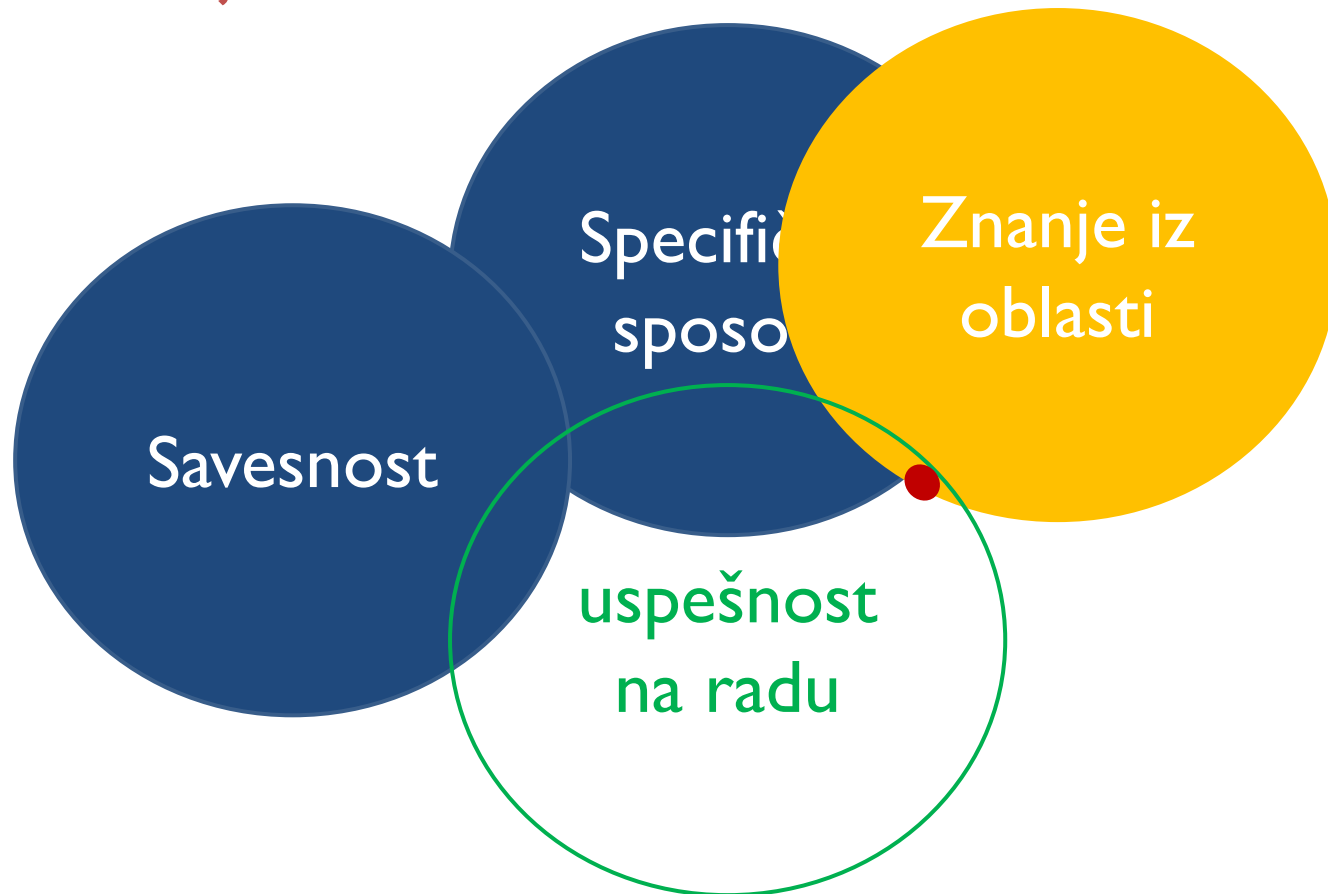 Specifič
sposo
Znanje iz
oblasti
Savesnost
uspešnost
na radu